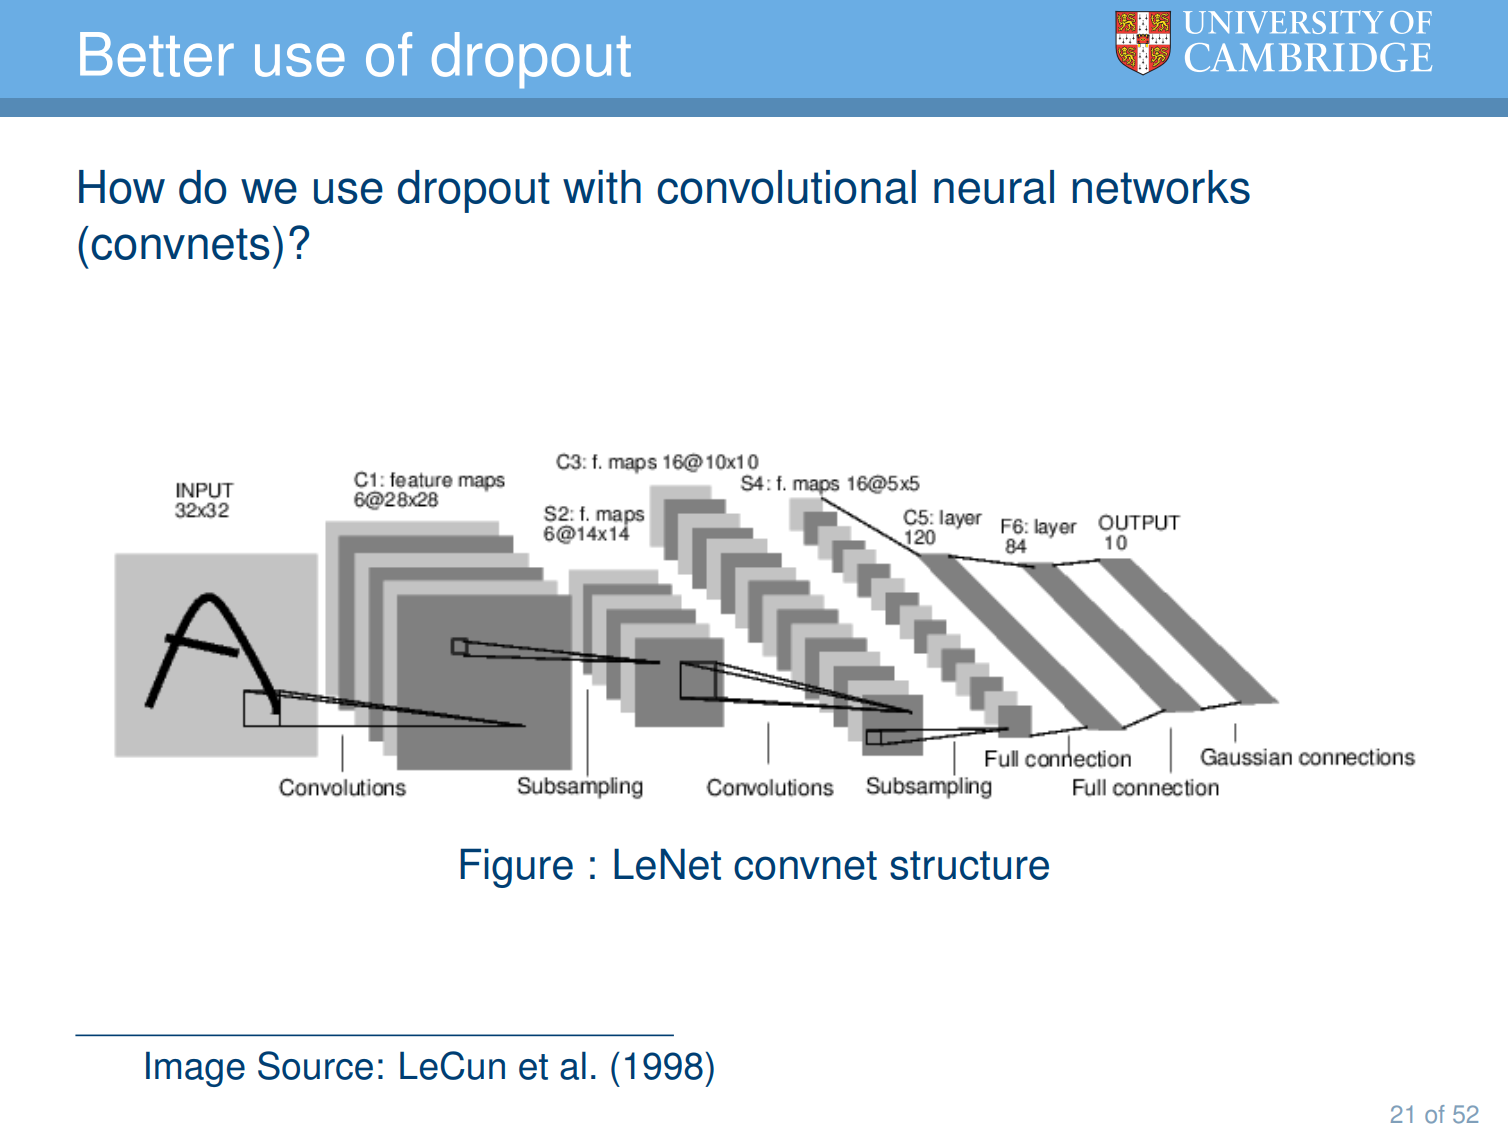 Better use of dropout
UNIVERSITY OF
CAMBRIDGE
How do we use dropout with convolutional neural networks
(convnets)?
INPUT
32x32
C1: feature maps
6@28x28
S2: f. maps
6@14x14
C3: f. maps 16@10x10
S4: f. maps 16@5x5
C5: layer
120
F6: layer
84
OUTPUT
10
Convolutions
Subsampling
Convolutions
Subsampling
Full connection
Full connection
Gaussian connections
Figure : LeNet convnet structure
Image Source: LeCun et al. (1998)
21 of 52